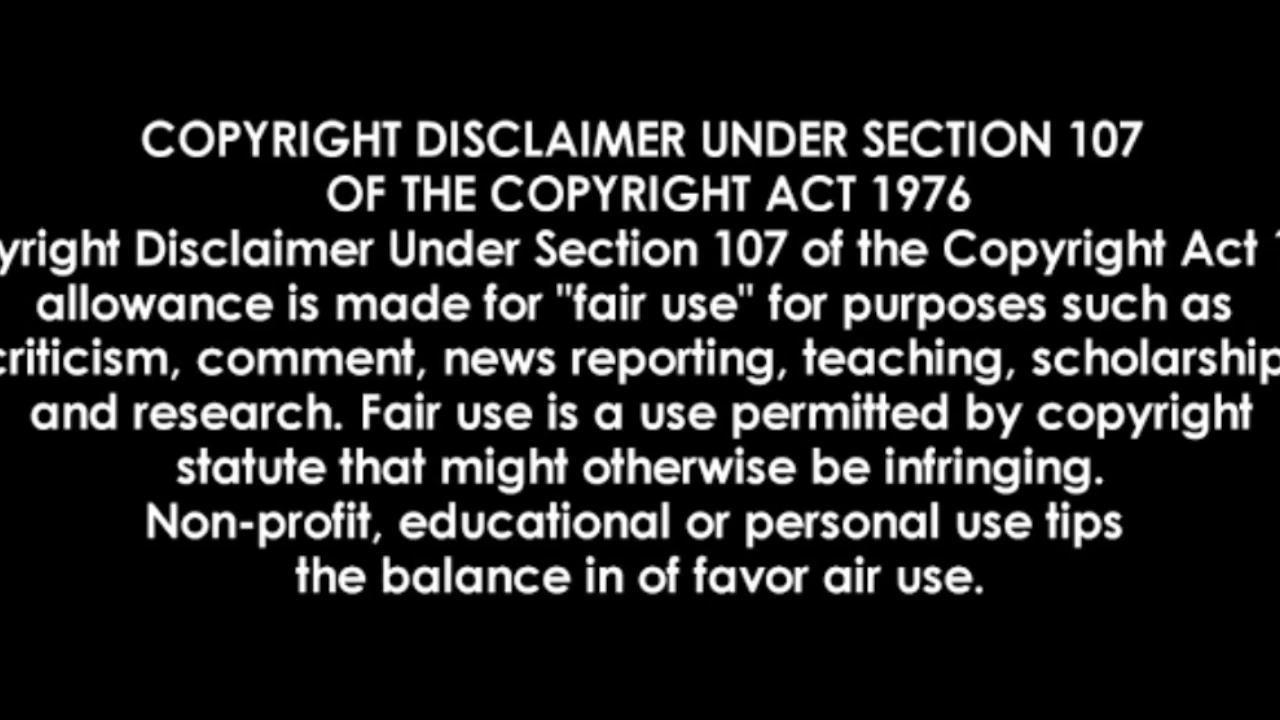 COPYRIGHT DISCLAIMER UNDER SECTION 107
OF THE COPYRIGHT ACT 1976
yright Disclaimer Under Section 107 of the Copyright Act
allowance is made for "fair use" for purposes such as
criticism, comment, news reporting, teaching, scholarship
and research. Fair use is a use permitted by copyright
statute that might otherwise be infringing.
Non-profit, educational or personal use tips
the balance in of favor air use.